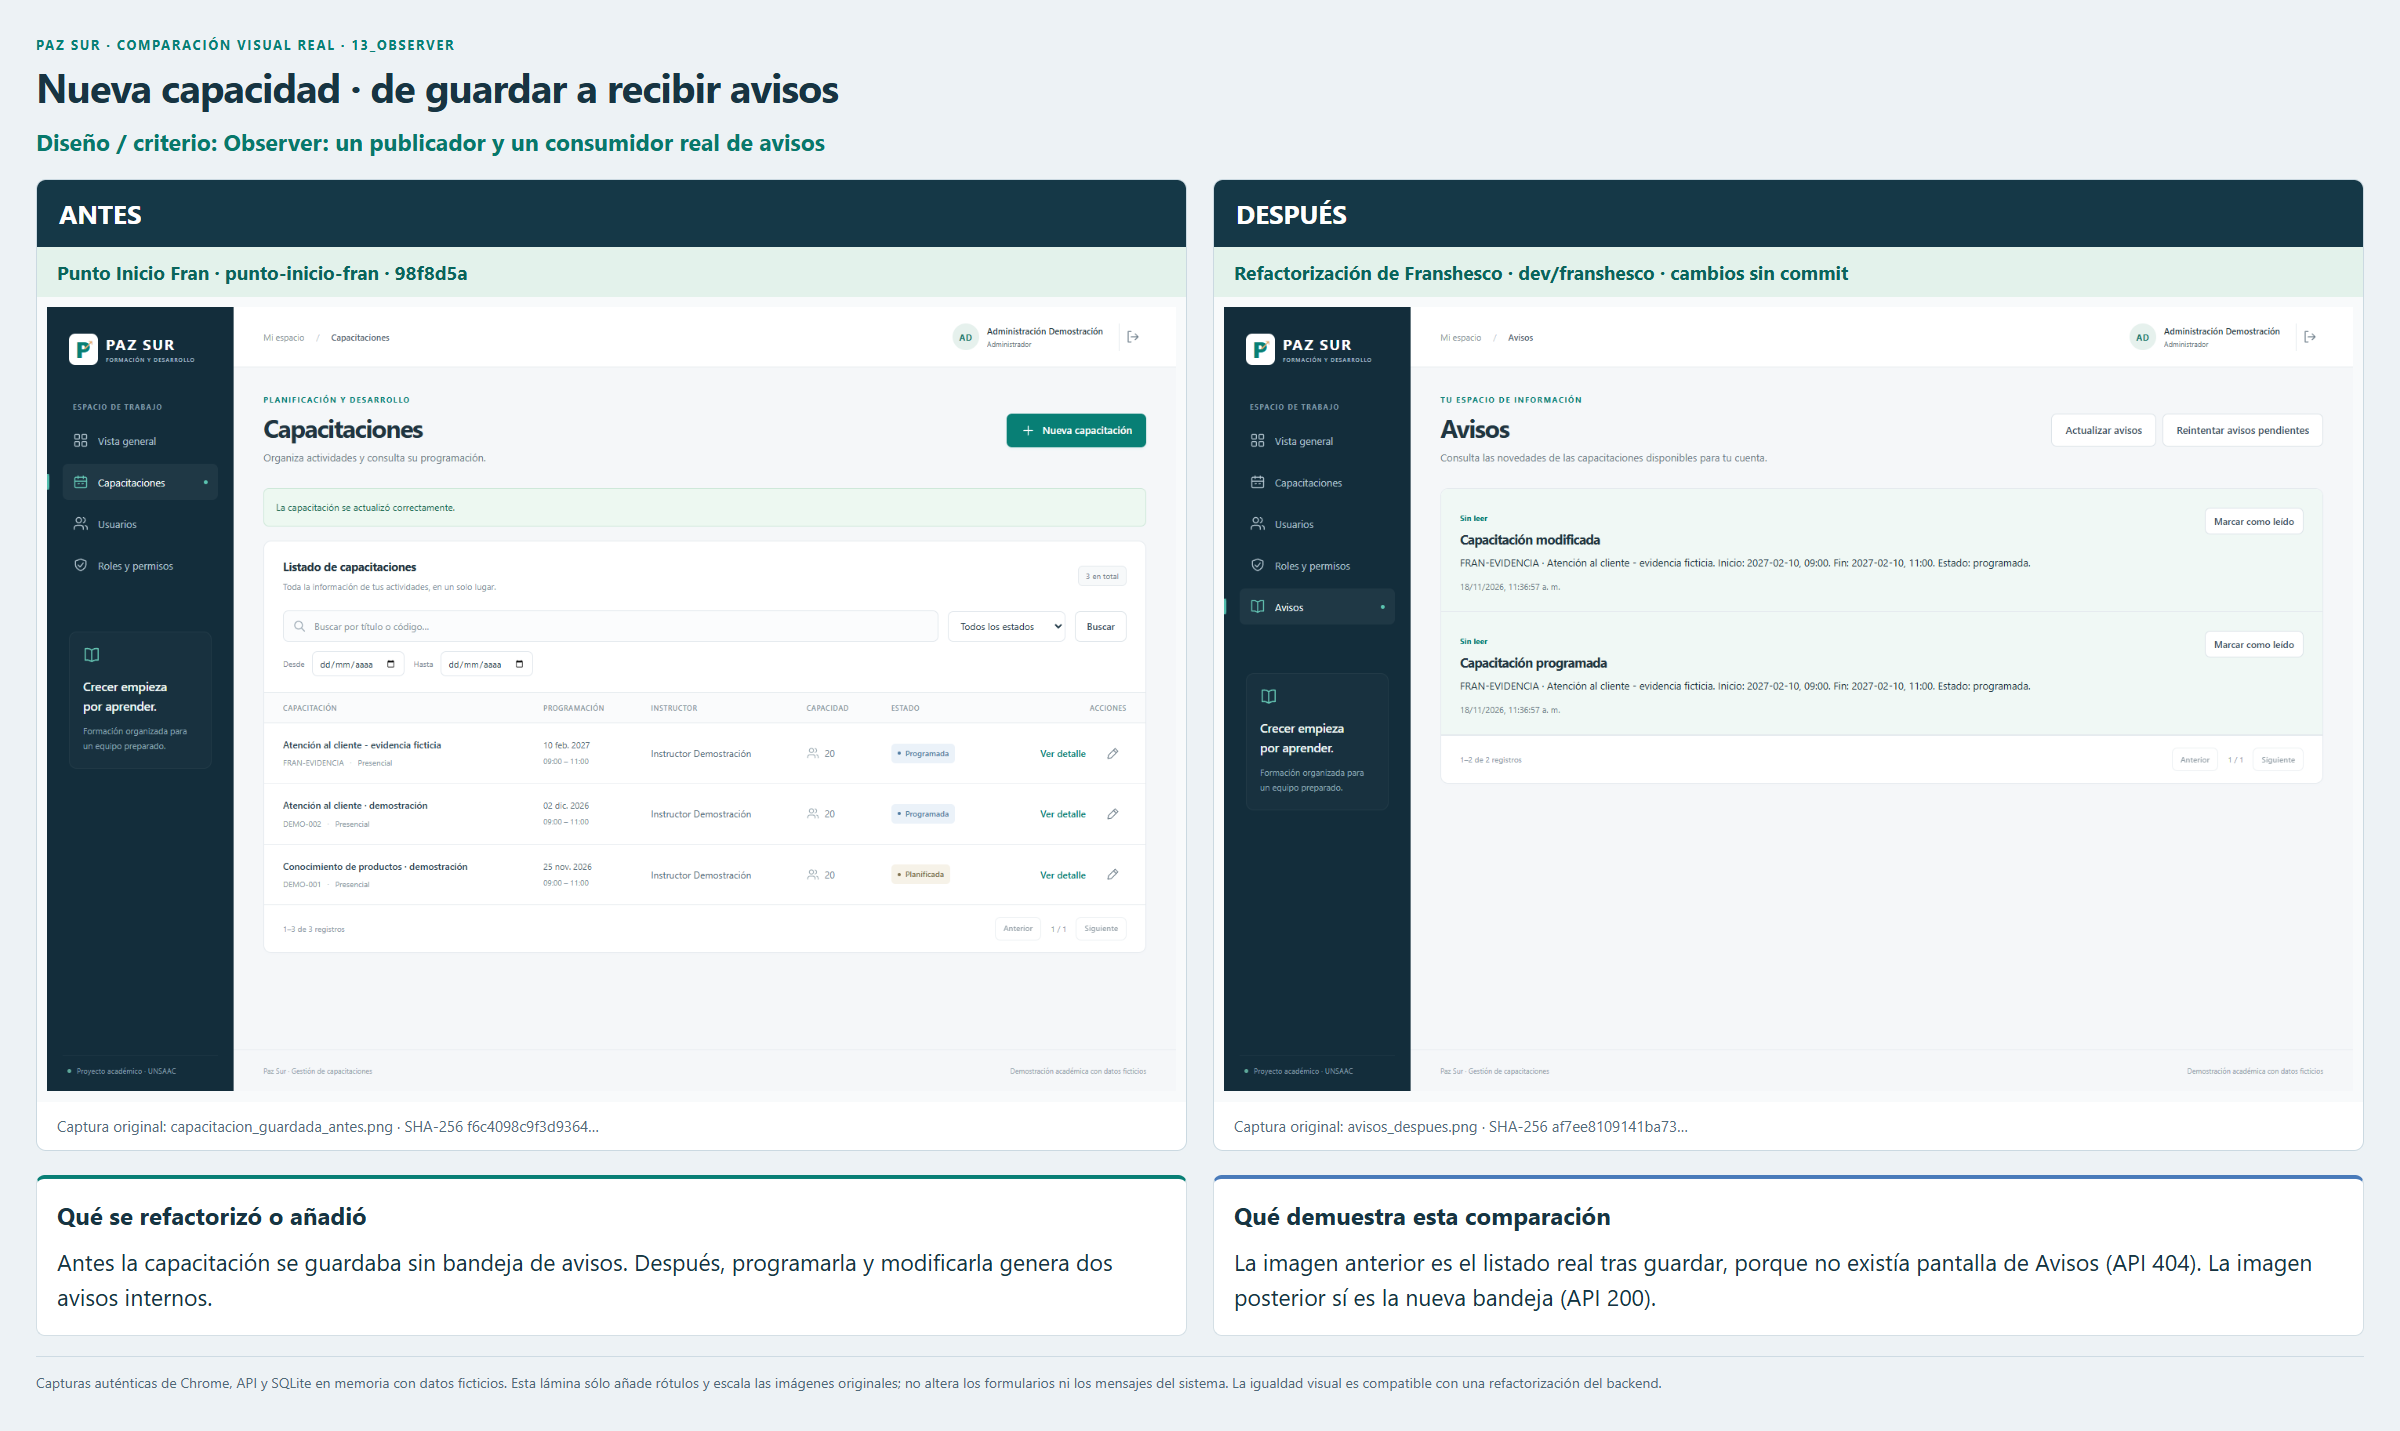 PAZ SUR · COMPARACIÓN VISUAL REAL · 13_OBSERVER
Nueva capacidad · de guardar a recibir avisos
Diseño / criterio: Observer: un publicador y un consumidor real de avisos
ANTES
Punto Inicio Fran · punto-inicio-fran · 98f8d5a
PAZ SUR
FORMACIÓN Y DESARROLLO
ESPACIO DE TRABAJO
Vista general
Capacitaciones
Usuarios
Roles y permisos
Crecer empieza
por aprender.
Formación organizada para
un equipo preparado.
Proyecto académico · UNSAAC
Mi espacio / Capacitaciones
AD
Administración Demostración
Administrador
PLANIFICACIÓN Y DESARROLLO
Capacitaciones
Organiza actividades y consulta su programación.
+ Nueva capacitación
La capacitación se actualizó correctamente.
Listado de capacitaciones
Toda la información de tus actividades, en un solo lugar.
3 en total
Buscar por título o código...
Todos los estados
Buscar
Desde dd/mm/aaaa Hasta dd/mm/aaaa
CAPACITACIÓN PROGRAMACIÓN INSTRUCTOR CAPACIDAD ESTADO ACCIONES
Atención al cliente - evidencia ficticia
FRAN-EVIDENCIA · Presencial
10 feb. 2027
09:00 – 11:00
Instructor Demostración
20
Programada
Ver detalle
Atención al cliente · demostración
DEMO-002 · Presencial
02 dic. 2026
09:00 – 11:00
Instructor Demostración
20
Programada
Ver detalle
Conocimiento de productos · demostración
DEMO-001 · Presencial
25 nov. 2026
09:00 – 11:00
Instructor Demostración
20
Planificada
Ver detalle
1–3 de 3 registros
Anterior 1 / 1 Siguiente
Paz Sur · Gestión de capacitaciones
Demostración académica con datos ficticios
Captura original: capacitacion_guardada_antes.png · SHA-256 f6c4098c9f3d9364...
DESPUÉS
Refactorización de Franshesco · dev/franshesco · cambios sin commit
PAZ SUR
FORMACIÓN Y DESARROLLO
ESPACIO DE TRABAJO
Vista general
Capacitaciones
Usuarios
Roles y permisos
Avisos
Crecer empieza
por aprender.
Formación organizada para
un equipo preparado.
Proyecto académico · UNSAAC
Mi espacio / Avisos
AD
Administración Demostración
Administrador
TU ESPACIO DE INFORMACIÓN
Avisos
Consulta las novedades de las capacitaciones disponibles para tu cuenta.
Actualizar avisos
Reintentar avisos pendientes
Sin leer
Capacitación modificada
FRAN-EVIDENCIA · Atención al cliente - evidencia ficticia. Inicio: 2027-02-10, 09:00. Fin: 2027-02-10, 11:00. Estado: programada.
18/11/2026, 11:36:57 a. m.
Marcar como leído
Sin leer
Capacitación programada
FRAN-EVIDENCIA · Atención al cliente - evidencia ficticia. Inicio: 2027-02-10, 09:00. Fin: 2027-02-10, 11:00. Estado: programada.
18/11/2026, 11:36:57 a. m.
Marcar como leído
1–2 de 2 registros
Anterior 1 / 1 Siguiente
Paz Sur · Gestión de capacitaciones
Demostración académica con datos ficticios
Captura original: avisos_despues.png · SHA-256 af7ee8109141ba73...
Qué se refactorizó o añadió
Antes la capacitación se guardaba sin bandeja de avisos. Después, programarla y modificarla genera dos
avisos internos.
Qué demuestra esta comparación
La imagen anterior es el listado real tras guardar, porque no existía pantalla de Avisos (API 404). La imagen
posterior sí es la nueva bandeja (API 200).
Capturas auténticas de Chrome, API y SQLite en memoria con datos ficticios. Esta lámina sólo añade rótulos y escala las imágenes originales; no altera los formularios ni los mensajes del sistema. La igualdad visual es compatible con una refactorización del backend.